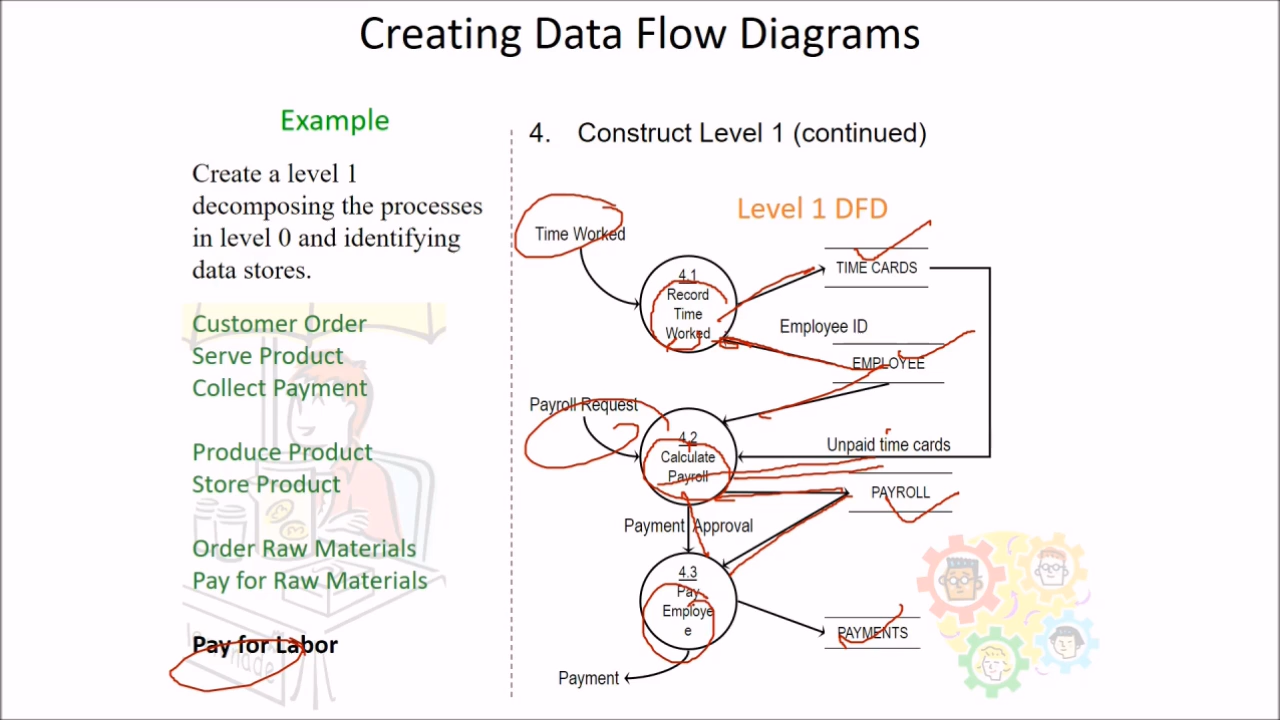 Creating Data Flow Diagrams
Example
Create a level 1
decomposing the processes
in level 0 and identifying
data stores.
Customer Order
Serve Product
Collect Payment
Produce Product
Store Product
Order Raw Materials
Pay for Raw Materials
Pay for Labor
4. Construct Level 1 (continued)
Level 1 DFD
Time Worked
4.1
Record
Time
Worked
TIME CARDS
Employee ID
EMPLOYEE
Payroll Request
4.2
Calculate
Payroll
Unpaid time cards
PAYROLL
Payment Approval
4.3
Pay
Employe
e
PAYMENTS
Payment